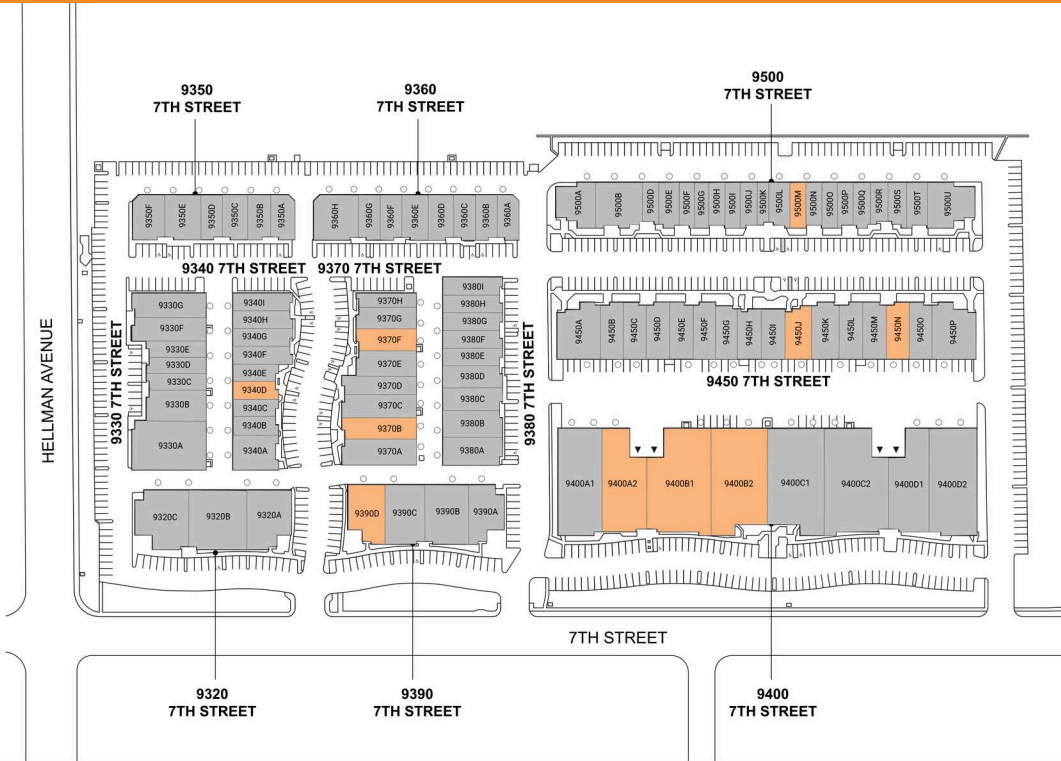 9350
7TH STREET
9360
7TH STREET
9500
7TH STREET
9350F
9350E
9350D
9350C
9350B
9350A
9360H
9360G
9360F
9360E
9360D
9360C
9360B
9360A
9500A
9500B
9500D
9500E
9500F
9500G
9500H
9500I
9500J
9500K
9500L
9500M
9500N
9500O
9500P
9500Q
9500R
9500S
9500T
9500U
9340 7TH STREET
9370 7TH STREET
HELLMAN AVENUE
9330 7TH STREET
9330G
9330F
9330E
9330D
9330C
9330B
9330A
9340I
9340H
9340G
9340F
9340E
9340D
9340C
9340B
9340A
9370H
9370G
9370F
9370E
9370D
9370C
9370B
9370A
9380I
9380H
9380G
9380F
9380E
9380D
9380C
9380B
9380A
9380 7TH STREET
9450A
9450B
9450C
9450D
9450E
9450F
9450G
9450H
9450I
9450J
9450K
9450L
9450M
9450N
9450O
9450P
9450 7TH STREET
9400A1
9400A2
9400B1
9400B2
9400C1
9400C2
9400D1
9400D2
9320C
9320B
9320A
9390D
9390C
9390B
9390A
7TH STREET
9320
7TH STREET
9390
7TH STREET
9400
7TH STREET